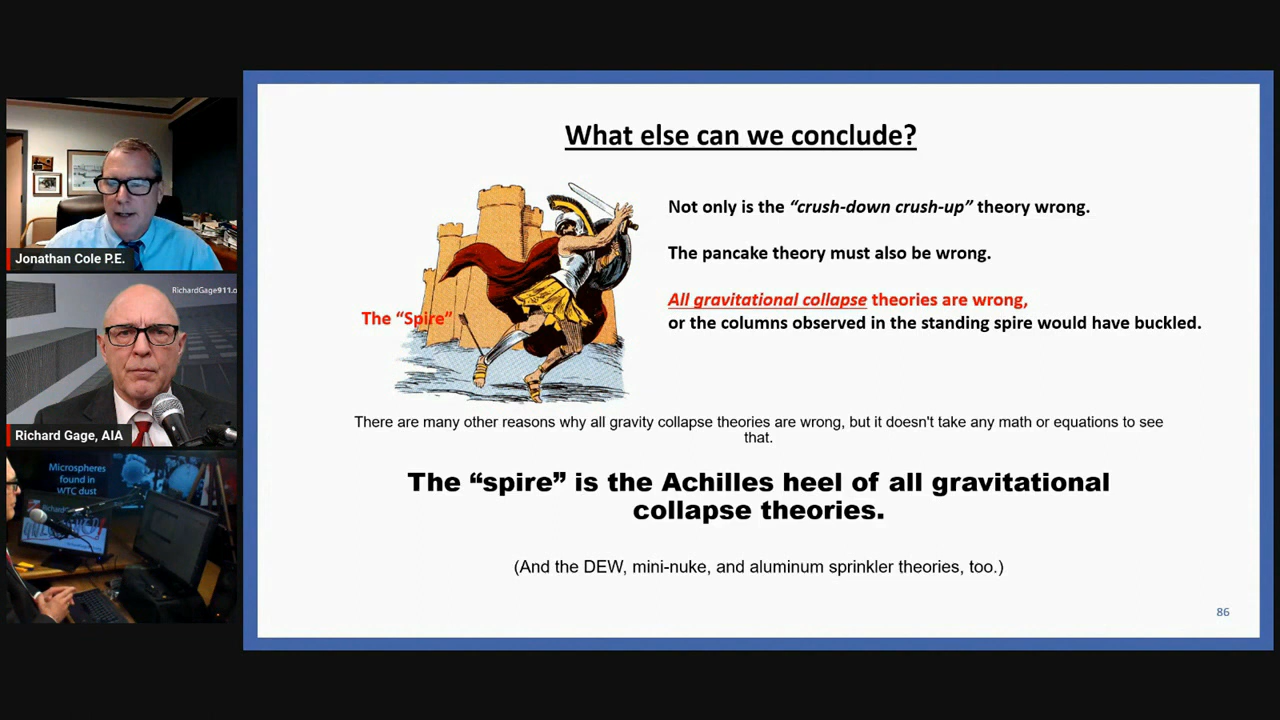 What else can we conclude?
Not only is the “crush-down crush-up” theory wrong.
The pancake theory must also be wrong.
All gravitational collapse theories are wrong,
or the columns observed in the standing spire would have buckled.
The “Spire”
There are many other reasons why all gravity collapse theories are wrong, but it doesn't take any math or equations to see
that.
The “spire” is the Achilles heel of all gravitational
collapse theories.
(And the DEW, mini-nuke, and aluminum sprinkler theories, too.)
86
Jonathan Cole P.E.
RichardGage911.o
Richard Gage, AIA
Microspheres
found in
WTC dust